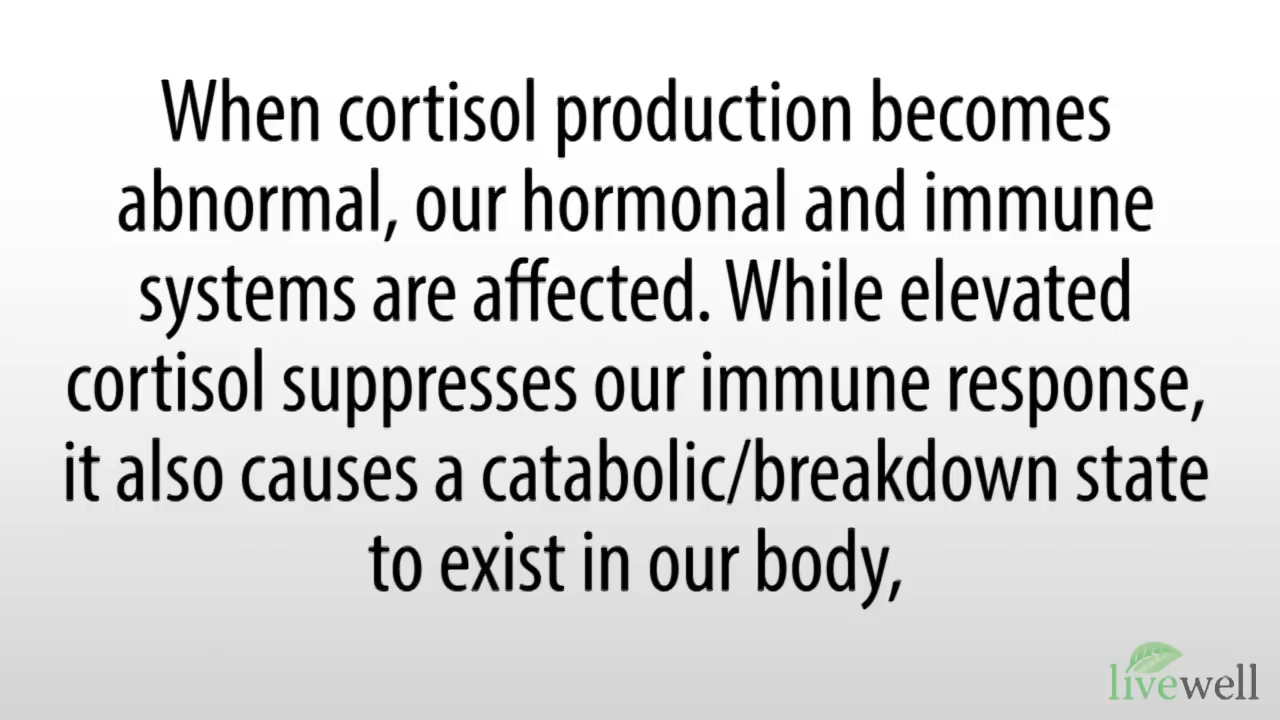 When cortisol production becomes
abnormal, our hormonal and immune
systems are affected. While elevated
cortisol suppresses our immune response,
it also causes a catabolic/breakdown state
to exist in our body,
livewell